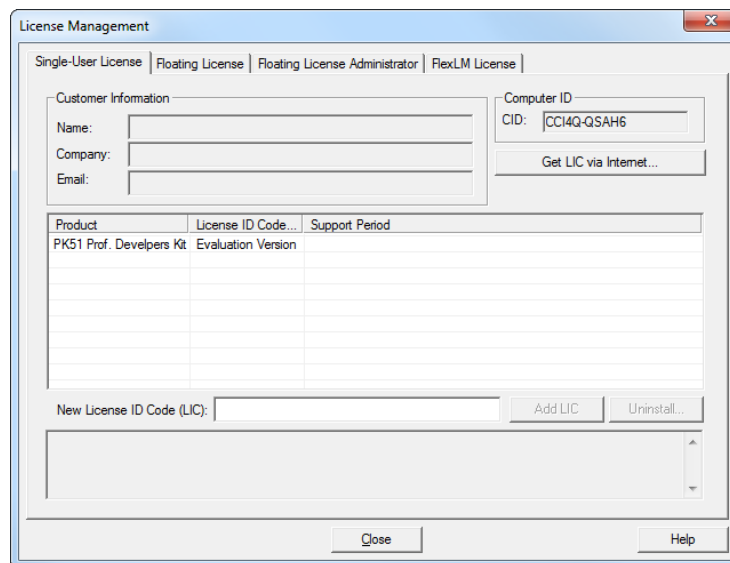 License Management
Single-User License Floating License Floating License Administrator FlexLM License
Customer Information
Name:
Company:
Email:
Computer ID
CID: CCI4Q-QSAH6
Get LIC via Internet...
Product License ID Code... Support Period
PK51 Prof. Develpers Kit Evaluation Version
New License ID Code (LIC): Add LIC Uninstall...
Close Help